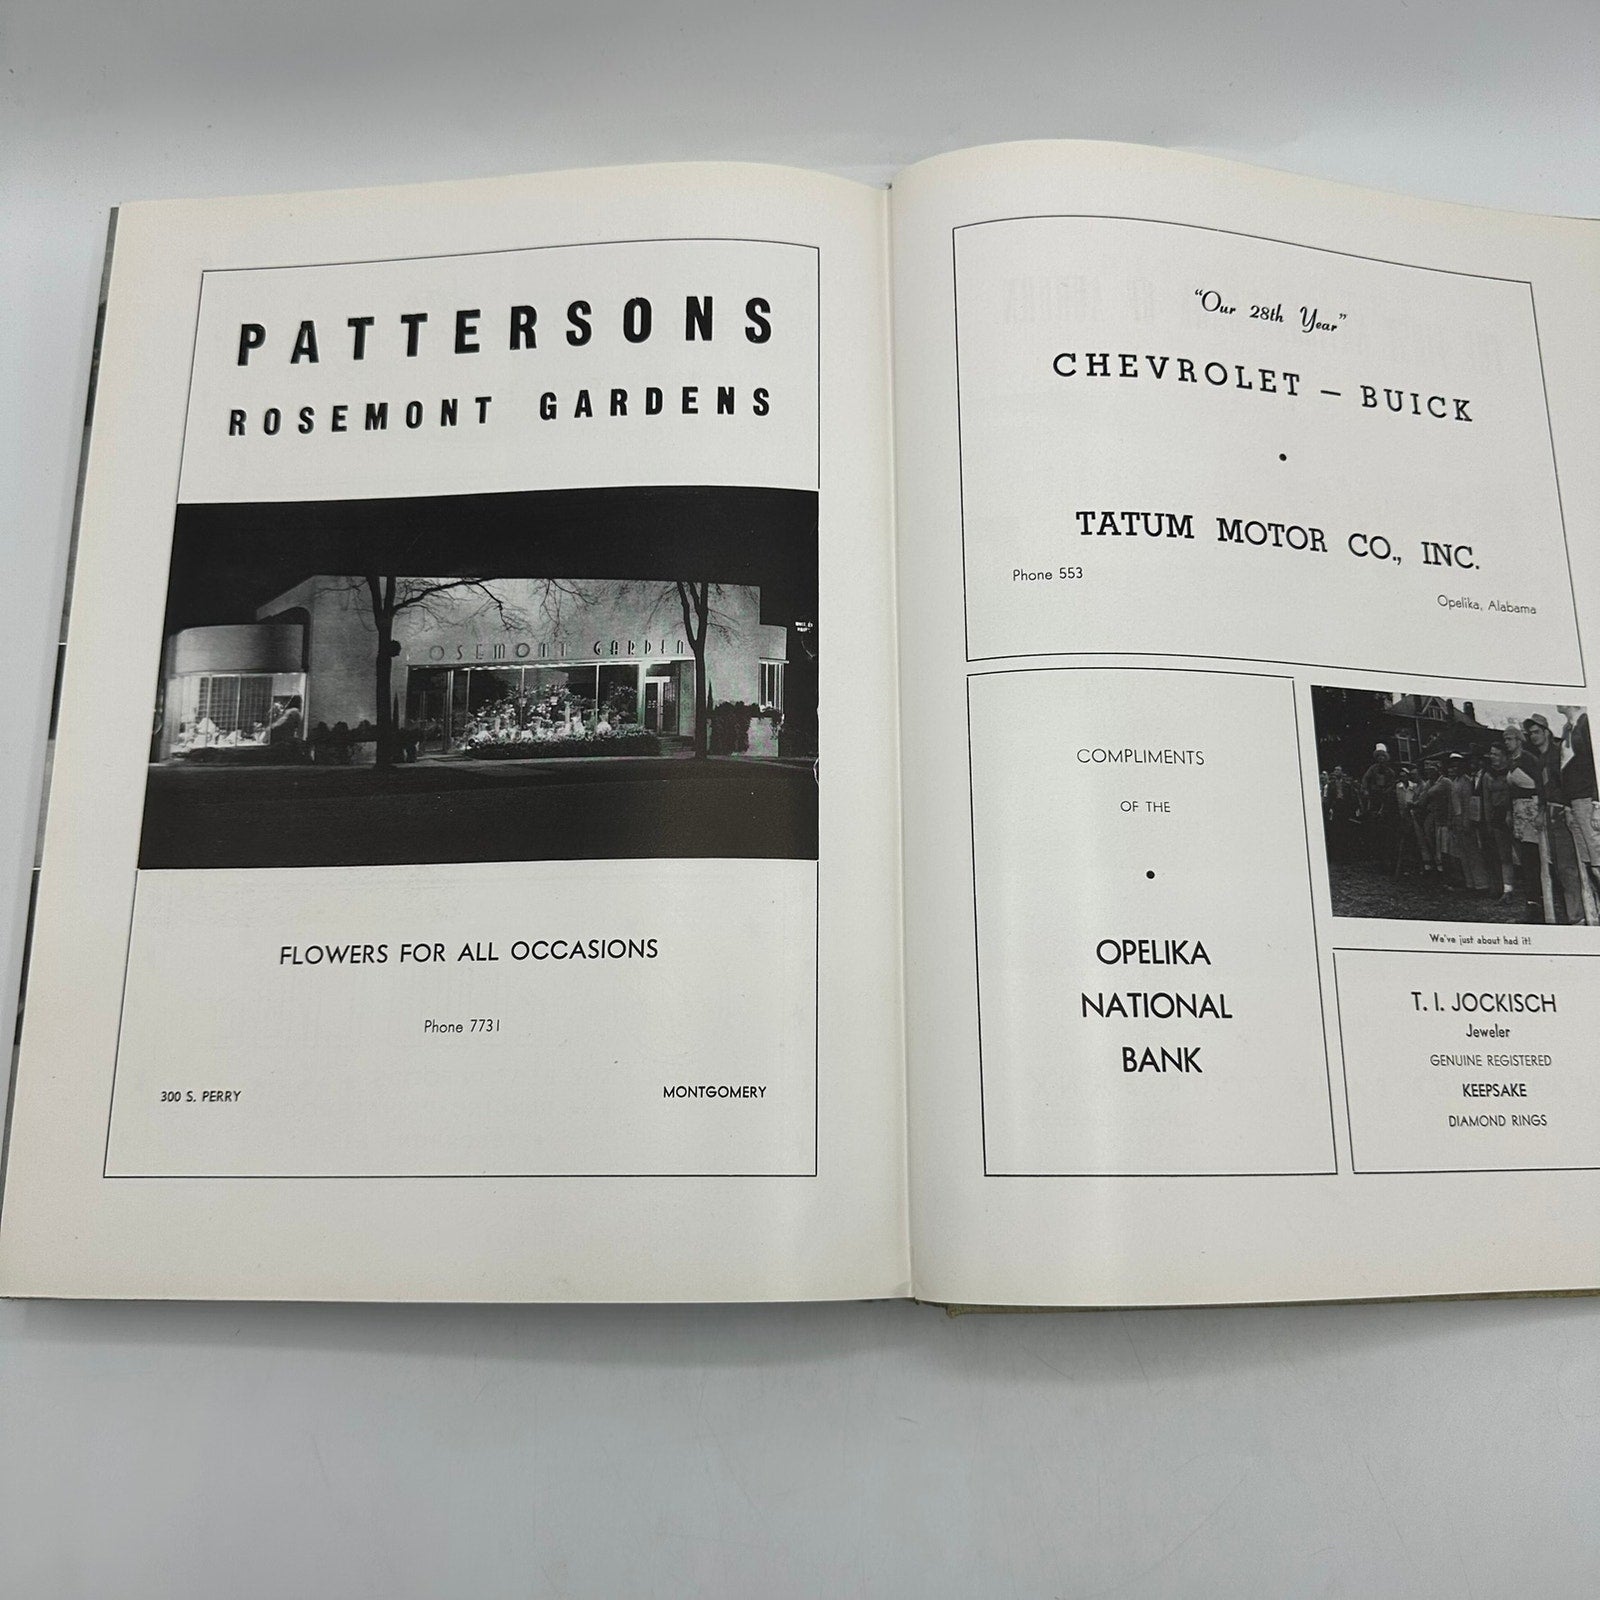 PATTERSONS
ROSEMONT GARDENS
OSEMONT GARDEN
FLOWERS FOR ALL OCCASIONS
Phone 7731
300 S. PERRY
MONTGOMERY
"Our 28th Year"
CHEVROLET — BUICK
•
TATUM MOTOR CO., INC.
Phone 553
Opelika, Alabama
COMPLIMENTS
OF THE
•
OPELIKA
NATIONAL
BANK
We've just about had it!
T. I. JOCKISCH
Jeweler
GENUINE REGISTERED
KEEPSAKE
DIAMOND RINGS